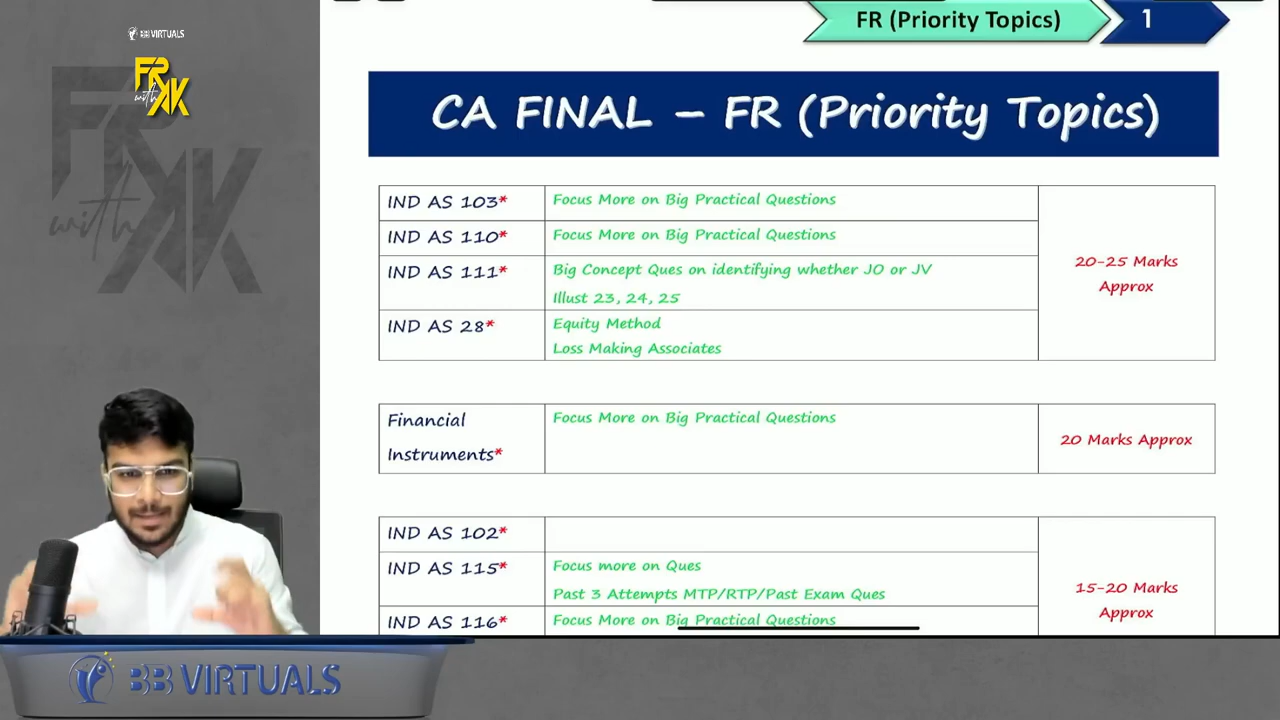 BB VIRTUALS
FR
with
AK
FR
with
AK
FR (Priority Topics)
1
CA FINAL – FR (Priority Topics)
IND AS 103*
Focus More on Big Practical Questions
IND AS 110*
Focus More on Big Practical Questions
IND AS 111*
Big Concept Ques on identifying whether JO or JV
Illust 23, 24, 25
IND AS 28*
Equity Method
Loss Making Associates
20-25 Marks
Approx
Financial
Instruments*
Focus More on Big Practical Questions
20 Marks Approx
IND AS 102*
IND AS 115*
Focus more on Ques
Past 3 Attempts MTP/RTP/Past Exam Ques
IND AS 116*
Focus More on Big Practical Questions
15-20 Marks
Approx
BB VIRTUALS